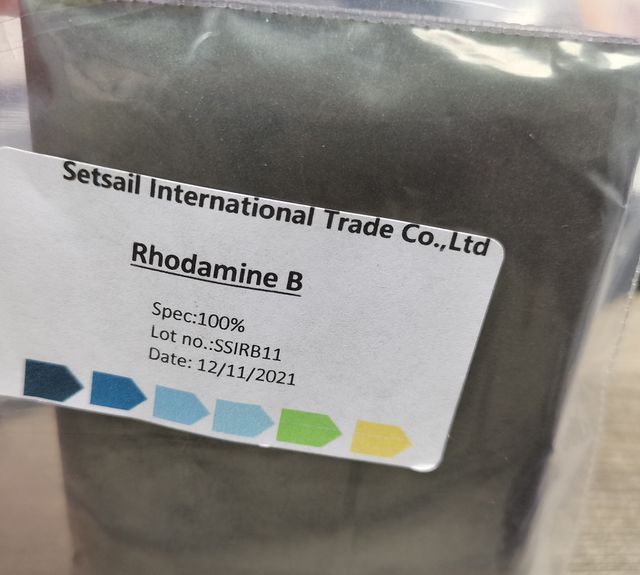 Setsail International Trade Co.,Ltd
Rhodamine B
Spec:100%
Lot no.:SSIRB11
Date: 12/11/2021